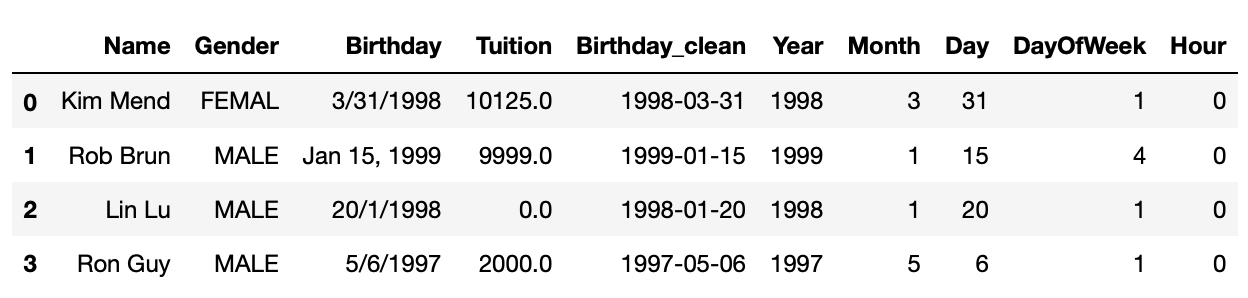 Name Gender Birthday Tuition Birthday_clean Year Month Day DayOfWeek Hour
0 Kim Mend FEMAL 3/31/1998 10125.0 1998-03-31 1998 3 31 1 0
1 Rob Brun MALE Jan 15, 1999 9999.0 1999-01-15 1999 1 15 4 0
2 Lin Lu MALE 20/1/1998 0.0 1998-01-20 1998 1 20 1 0
3 Ron Guy MALE 5/6/1997 2000.0 1997-05-06 1997 5 6 1 0